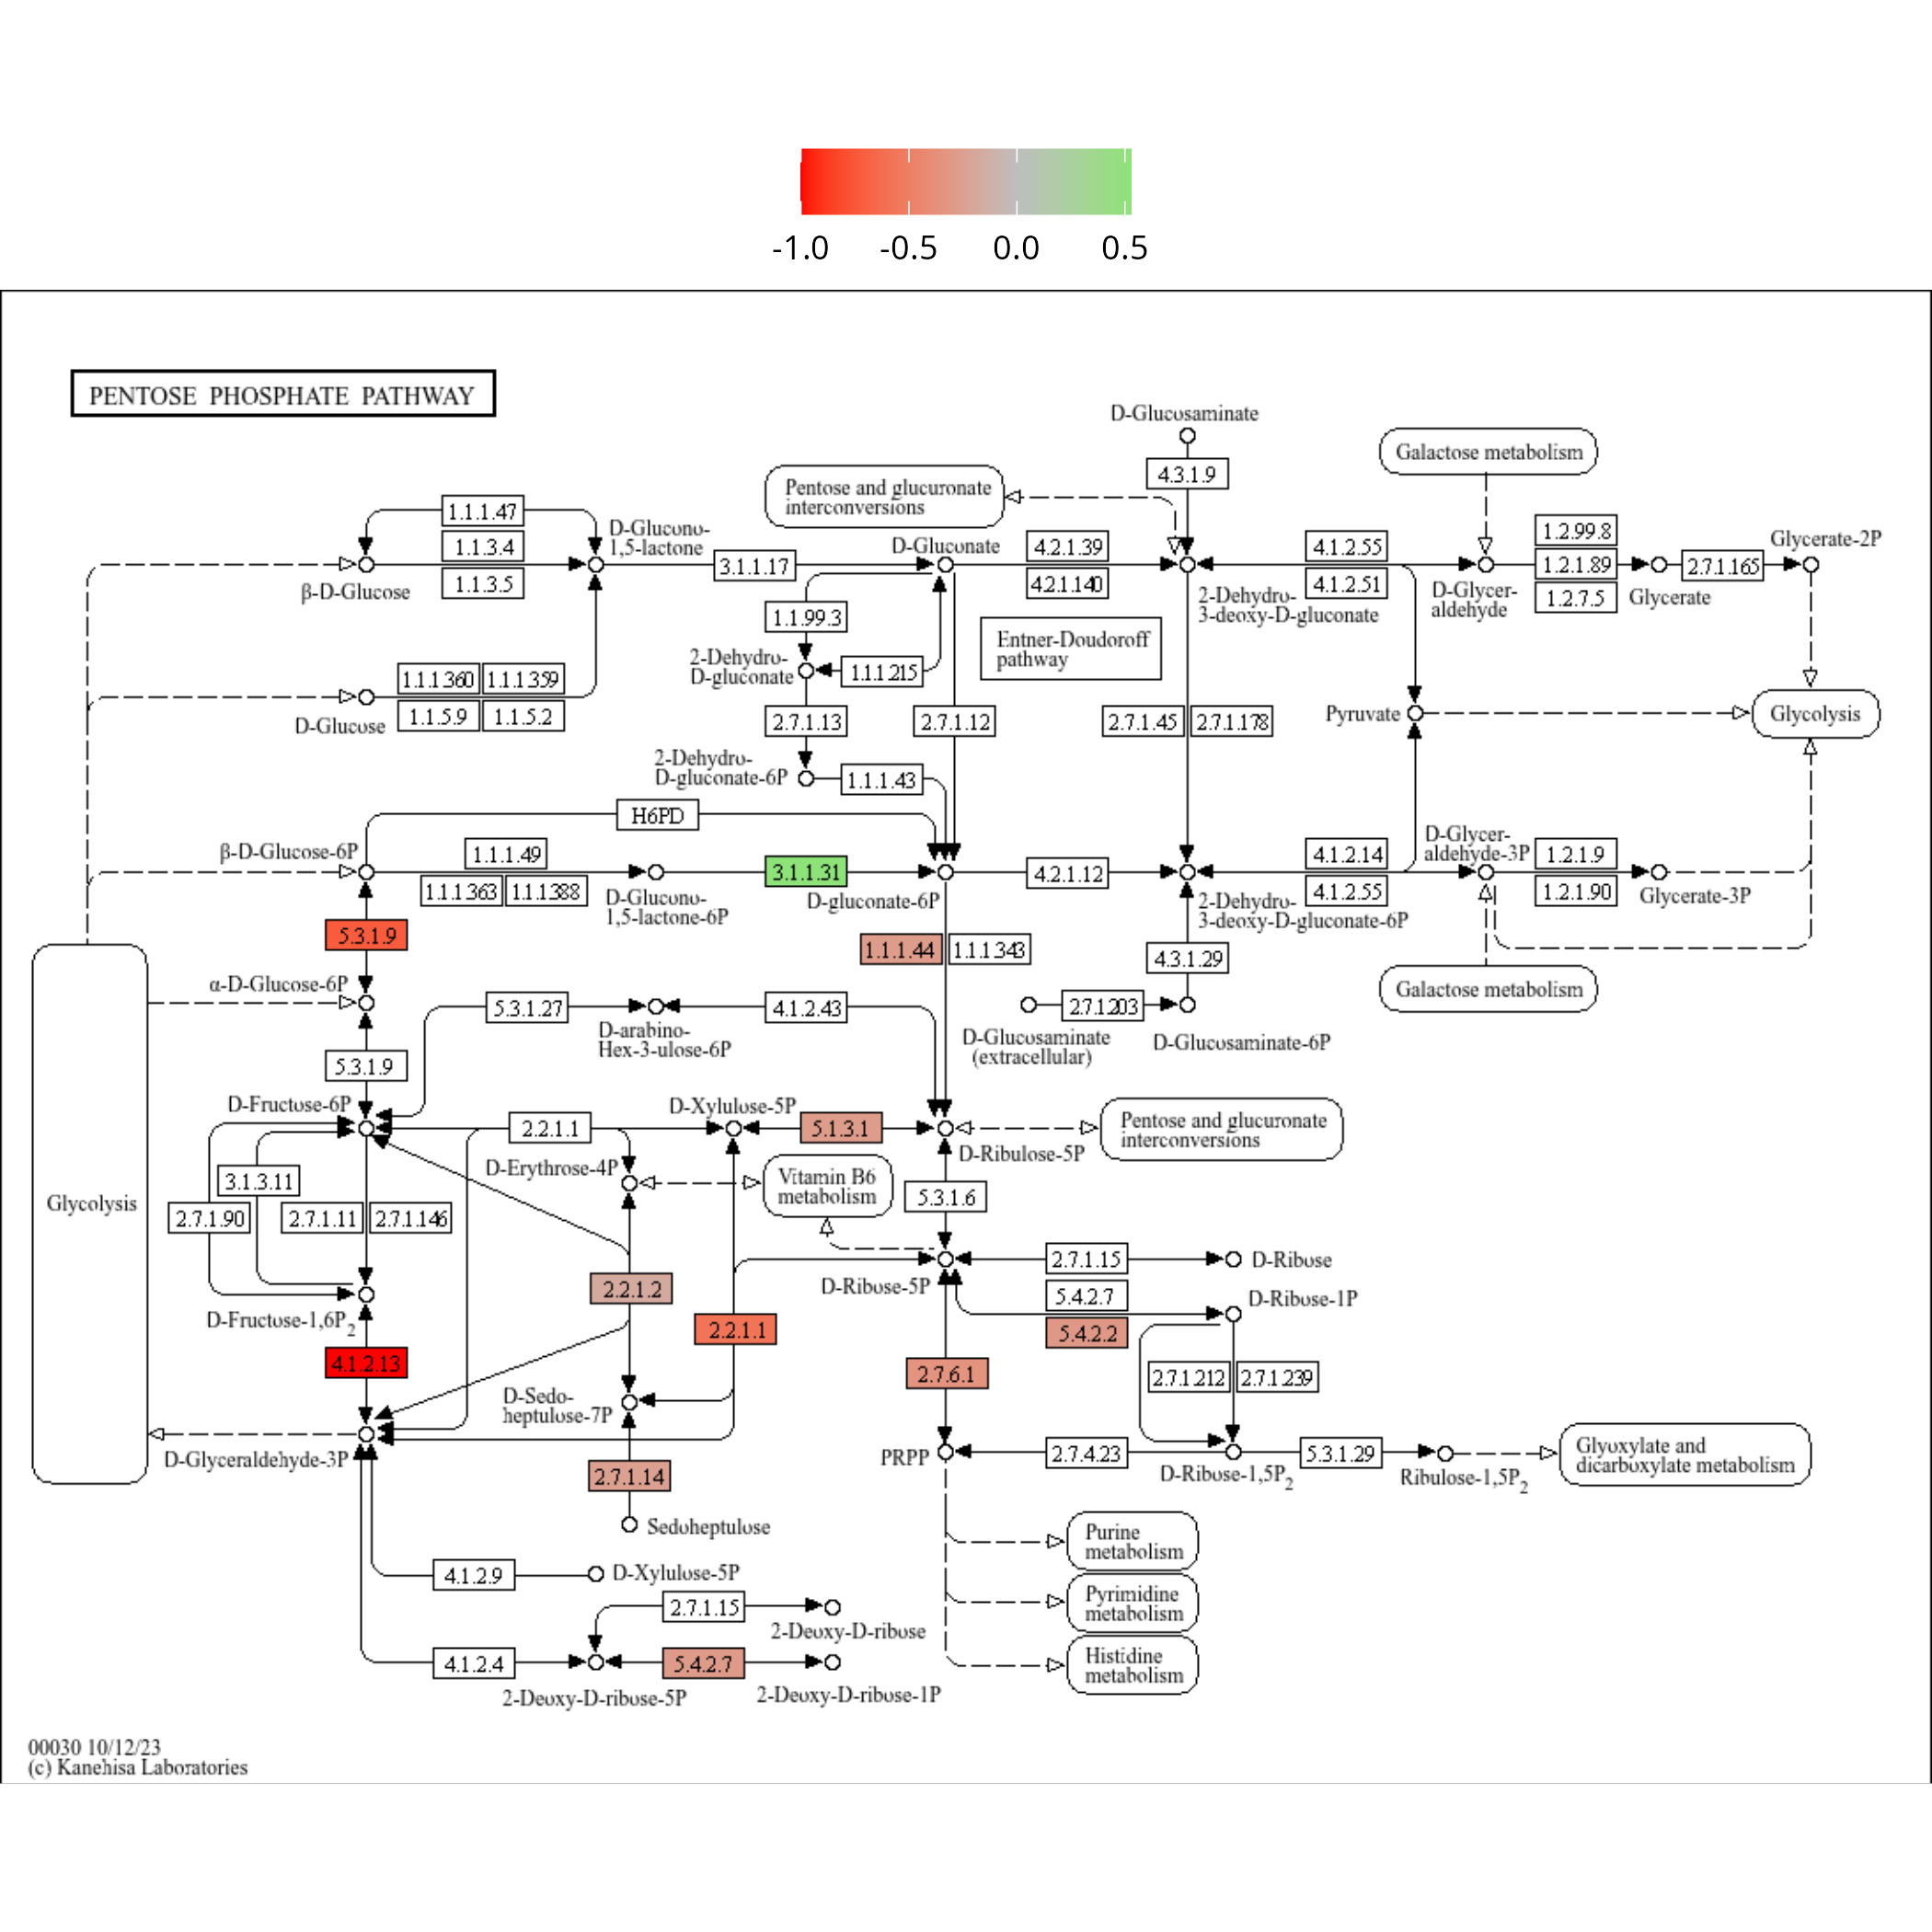 -1.0 -0.5 0.0 0.5
PENTOSE PHOSPHATE PATHWAY
D-Glucosaminate
4.3.1.9
Galactose metabolism
Pentose and glucuronate
interconversions
1.1.1.47
1.1.3.4
1.1.3.5
β-D-Glucose
D-Glucono-
1,5-lactone
3.1.1.17
D-Gluconate
4.2.1.39
4.2.1.140
4.1.2.55
4.1.2.51
2-Dehydro-
3-deoxy-D-gluconate
D-Glycer-
aldehyde
1.2.99.8
1.2.1.89
1.2.7.5
Glycerate
2.7.1.165
Glycerate-2P
1.1.99.3
Entner-Doudoroff
pathway
2-Dehydro-
D-gluconate
1.1.1.215
1.1.1.360
1.1.1.359
1.1.5.9
1.1.5.2
D-Glucose
2.7.1.13
2.7.1.12
2.7.1.45
2.7.1.178
Pyruvate
Glycolysis
2-Dehydro-
D-gluconate-6P
1.1.1.43
H6PD
β-D-Glucose-6P
1.1.1.49
1.1.1.363
1.1.1.388
D-Glucono-
1,5-lactone-6P
3.1.1.31
D-gluconate-6P
4.2.1.12
2-Dehydro-
3-deoxy-D-gluconate-6P
4.1.2.14
4.1.2.55
D-Glycer-
aldehyde-3P
1.2.1.9
1.2.1.90
Glycerate-3P
5.3.1.9
1.1.1.44
1.1.1.343
4.3.1.29
α-D-Glucose-6P
5.3.1.27
D-arabino-
Hex-3-ulose-6P
4.1.2.43
2.7.1.203
D-Glucosaminate
(extracellular)
D-Glucosaminate-6P
Galactose metabolism
5.3.1.9
D-Fructose-6P
2.2.1.1
D-Xylulose-5P
5.1.3.1
D-Ribulose-5P
Pentose and glucuronate
interconversions
D-Erythrose-4P
Vitamin B6
metabolism
5.3.1.6
Glycolysis
3.1.3.11
2.7.1.90
2.7.1.11
2.7.1.146
D-Fructose-1,6P2
2.2.1.2
2.2.1.1
D-Ribose-5P
2.7.1.15
D-Ribose
5.4.2.7
5.4.2.2
D-Ribose-1P
4.1.2.13
2.7.6.1
2.7.1.212
2.7.1.239
D-Sedo-
heptulose-7P
D-Glyceraldehyde-3P
2.7.1.14
PRPP
2.7.4.23
D-Ribose-1,5P2
5.3.1.29
Ribulose-1,5P2
Glyoxylate and
dicarboxylate metabolism
Sedoheptulose
Purine
metabolism
4.1.2.9
D-Xylulose-5P
Pyrimidine
metabolism
2.7.1.15
2-Deoxy-D-ribose
4.1.2.4
2-Deoxy-D-ribose-5P
5.4.2.7
2-Deoxy-D-ribose-1P
Histidine
metabolism
00030 10/12/23
(c) Kanehisa Laboratories